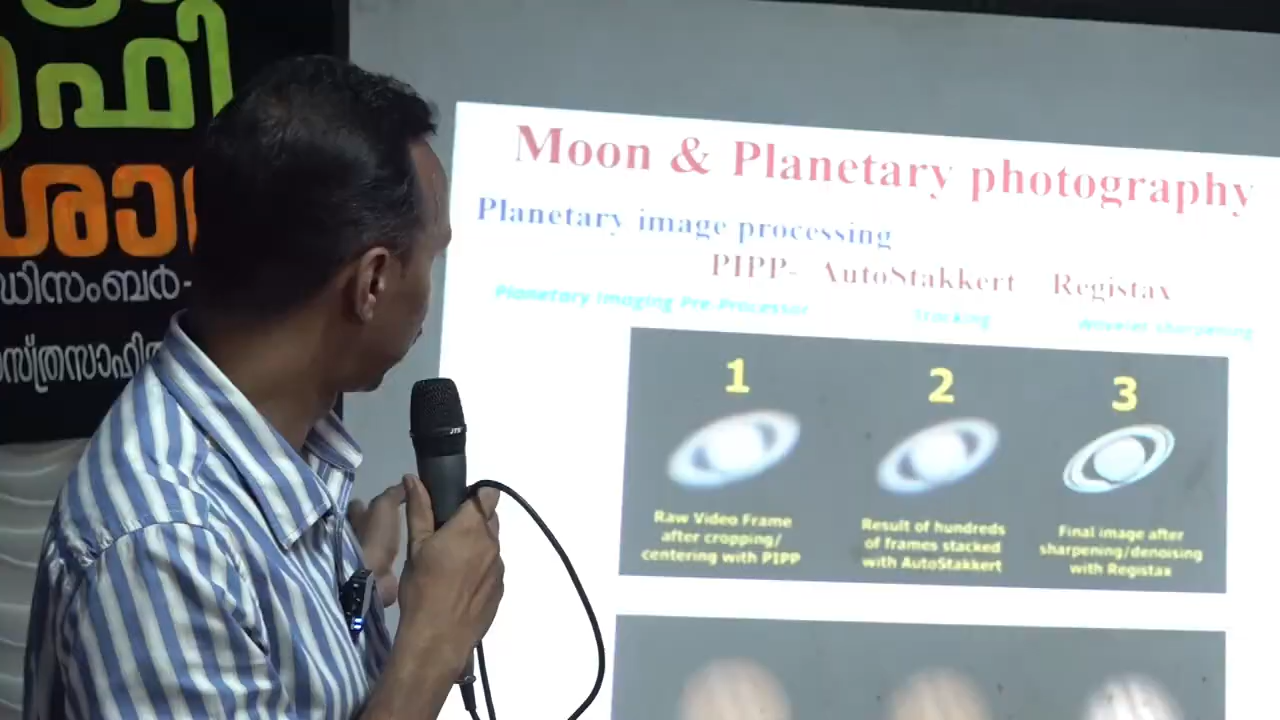 ഫി
ശാ
ഡിസംബർ-
സ്ത്രസാഹി
Moon & Planetary photography
Planetary image processing
PIPP- AutoStakkert Registax
Planetary Imaging Pre-Processor Stacking Wavelet sharpening
1 2 3
Raw Video Frame
after cropping/
centering with PIPP
Result of hundreds
of frames stacked
with AutoStakkert
Final image after
sharpening/denoising
with Registax
JTS